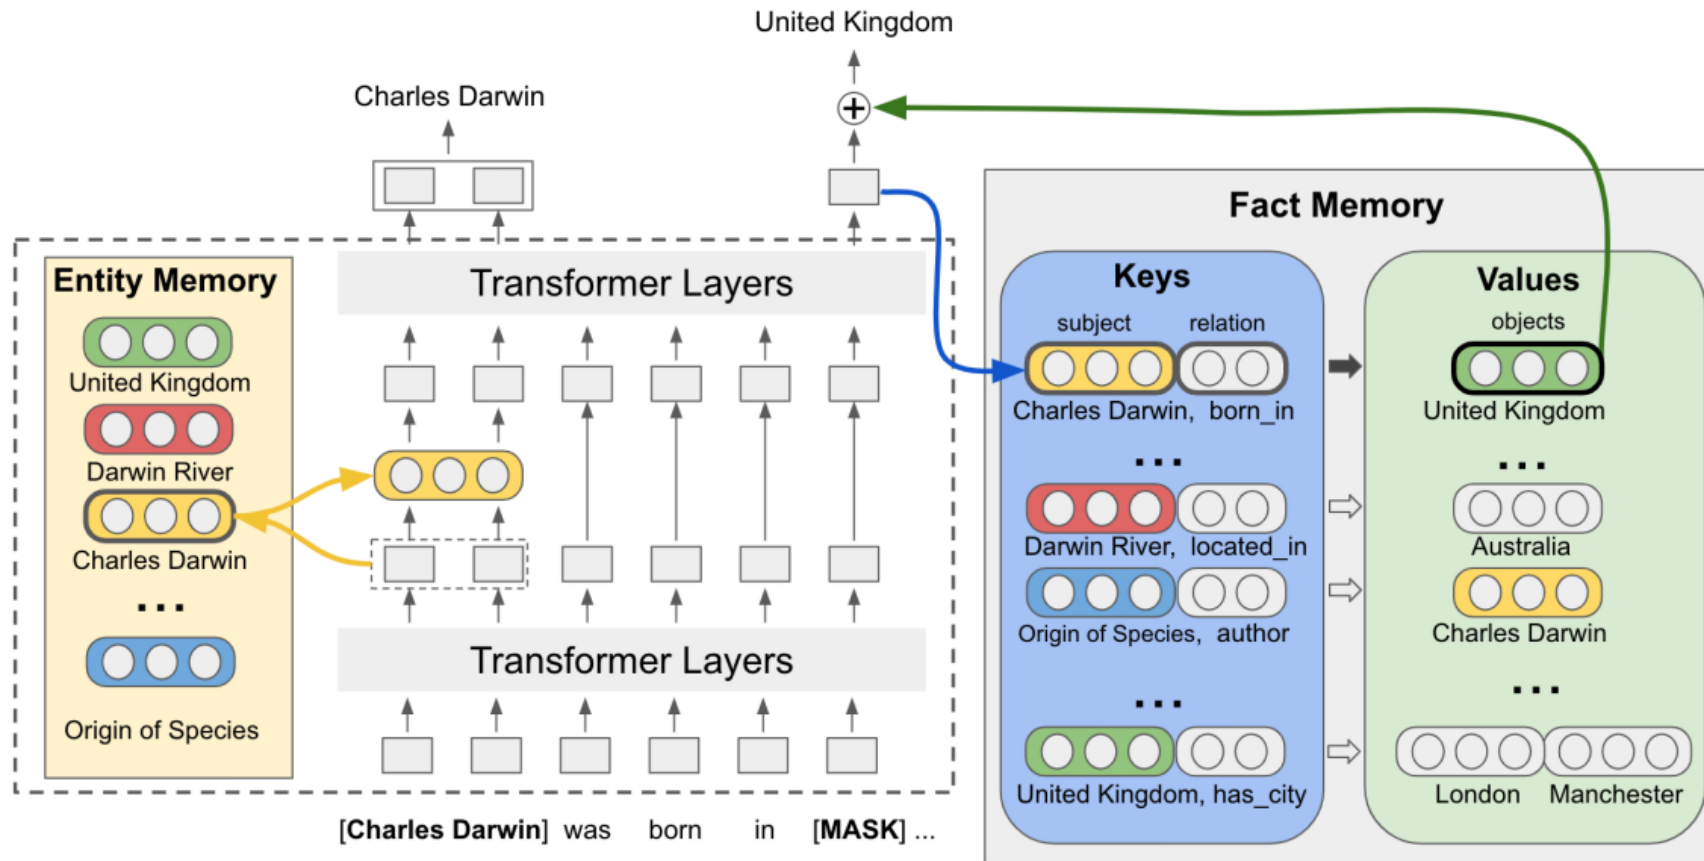 United Kingdom
Charles Darwin
+
Entity Memory
United Kingdom
Darwin River
Charles Darwin
...
Origin of Species
Transformer Layers
Transformer Layers
[Charles Darwin] was born in [MASK] ...
Fact Memory
Keys
subject relation
Charles Darwin, born_in
...
Darwin River, located_in
Origin of Species, author
...
United Kingdom, has_city
Values
objects
United Kingdom
...
Australia
Charles Darwin
...
London Manchester